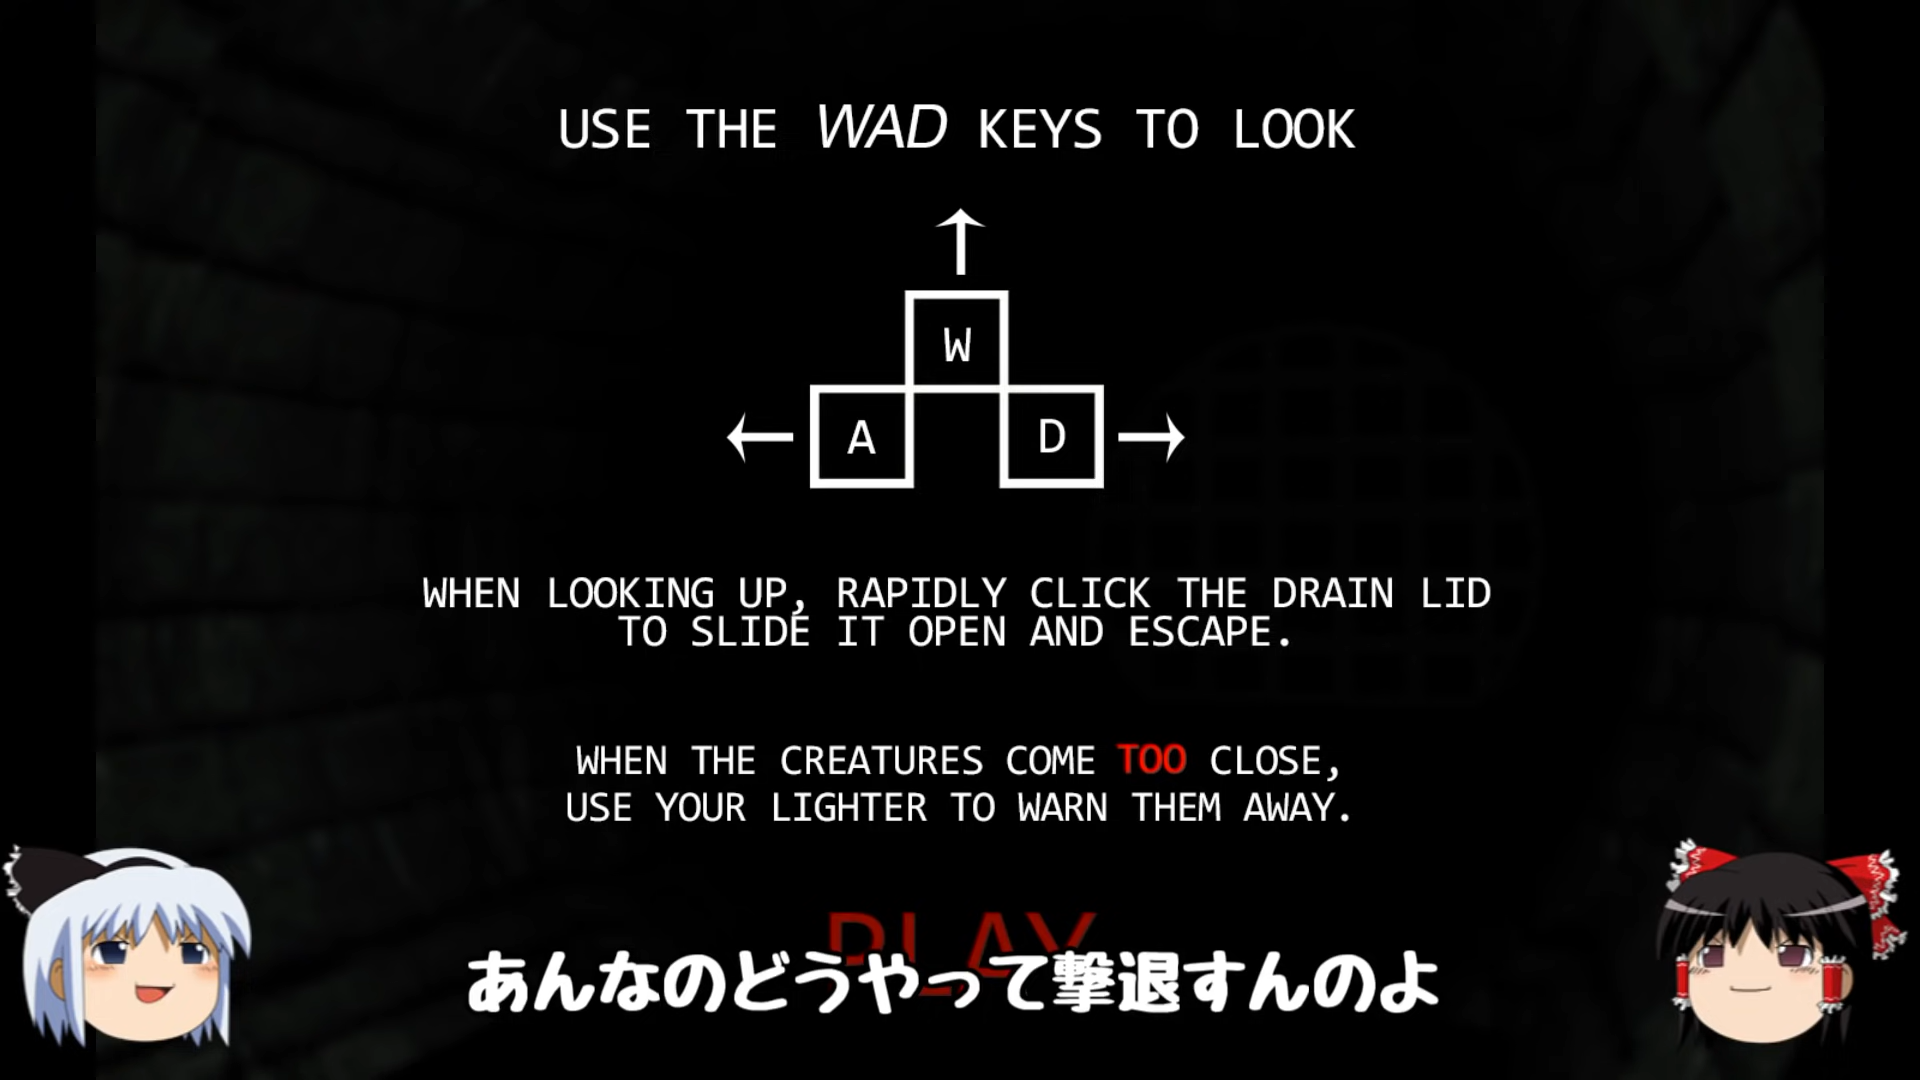 USE THE WAD KEYS TO LOOK
↑
W
← A D →
WHEN LOOKING UP, RAPIDLY CLICK THE DRAIN LID
TO SLIDE IT OPEN AND ESCAPE.
WHEN THE CREATURES COME TOO CLOSE,
USE YOUR LIGHTER TO WARN THEM AWAY.
PLAY
あんなのどうやって撃退すんのよ